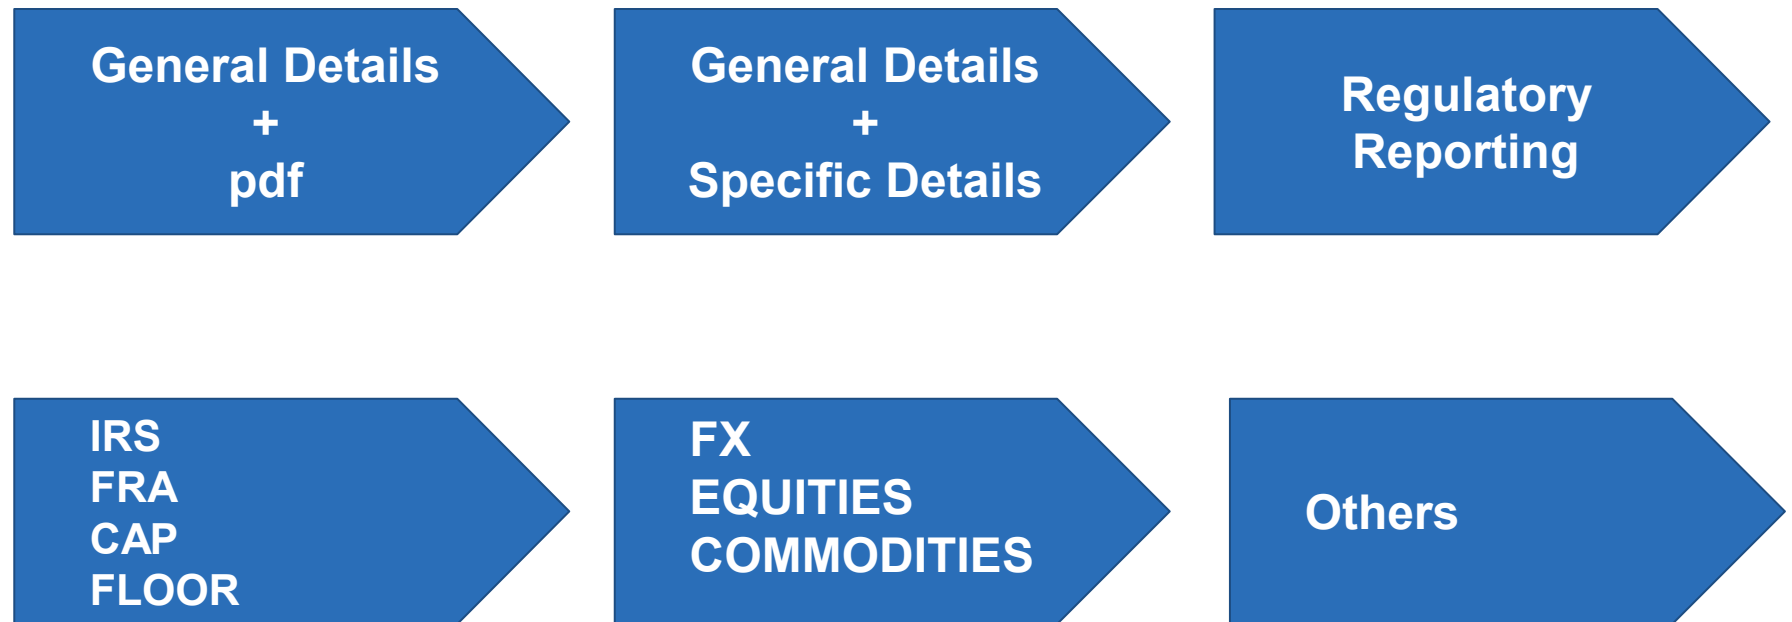 General Details
+
pdf
General Details
+
Specific Details
Regulatory
Reporting
IRS
FRA
CAP
FLOOR
FX
EQUITIES
COMMODITIES
Others